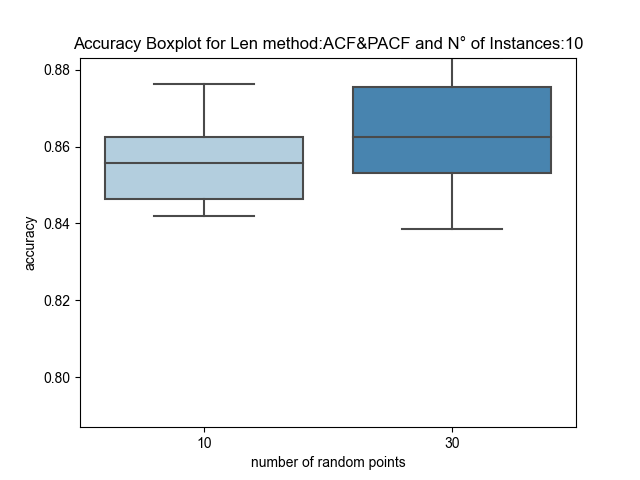 Accuracy Boxplot for Len method:ACF&PACF and N° of Instances:10
0.88
0.86
0.84
0.82
0.80
accuracy
10
30
number of random points